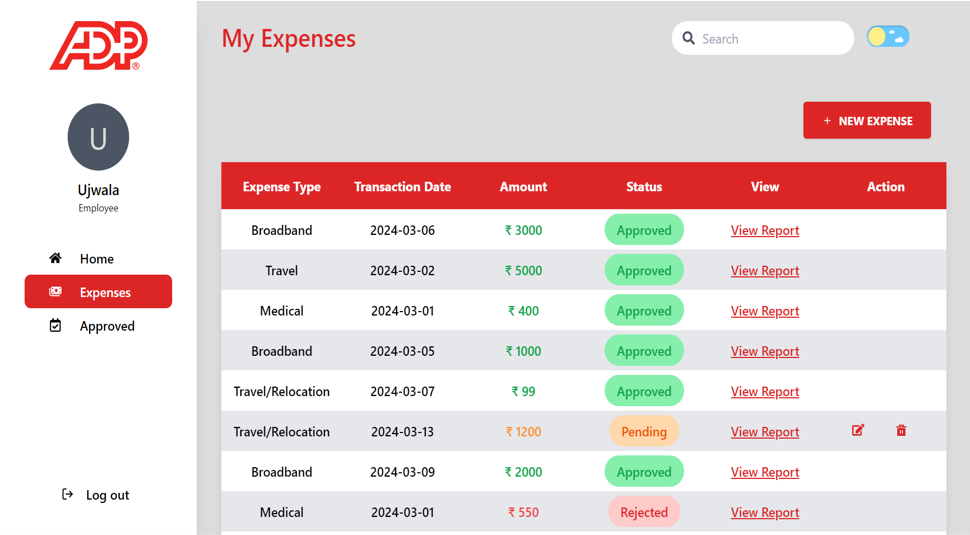 ADP®
My Expenses
Search
U
+ NEW EXPENSE
Ujwala
Employee
Expense Type Transaction Date Amount Status View Action
Broadband 2024-03-06 ₹ 3000 Approved View Report
Home
Travel 2024-03-02 ₹ 5000 Approved View Report
Expenses
Medical 2024-03-01 ₹ 400 Approved View Report
Approved
Broadband 2024-03-05 ₹ 1000 Approved View Report
Travel/Relocation 2024-03-07 ₹ 99 Approved View Report
Travel/Relocation 2024-03-13 ₹ 1200 Pending View Report
Broadband 2024-03-09 ₹ 2000 Approved View Report
Log out
Medical 2024-03-01 ₹ 550 Rejected View Report